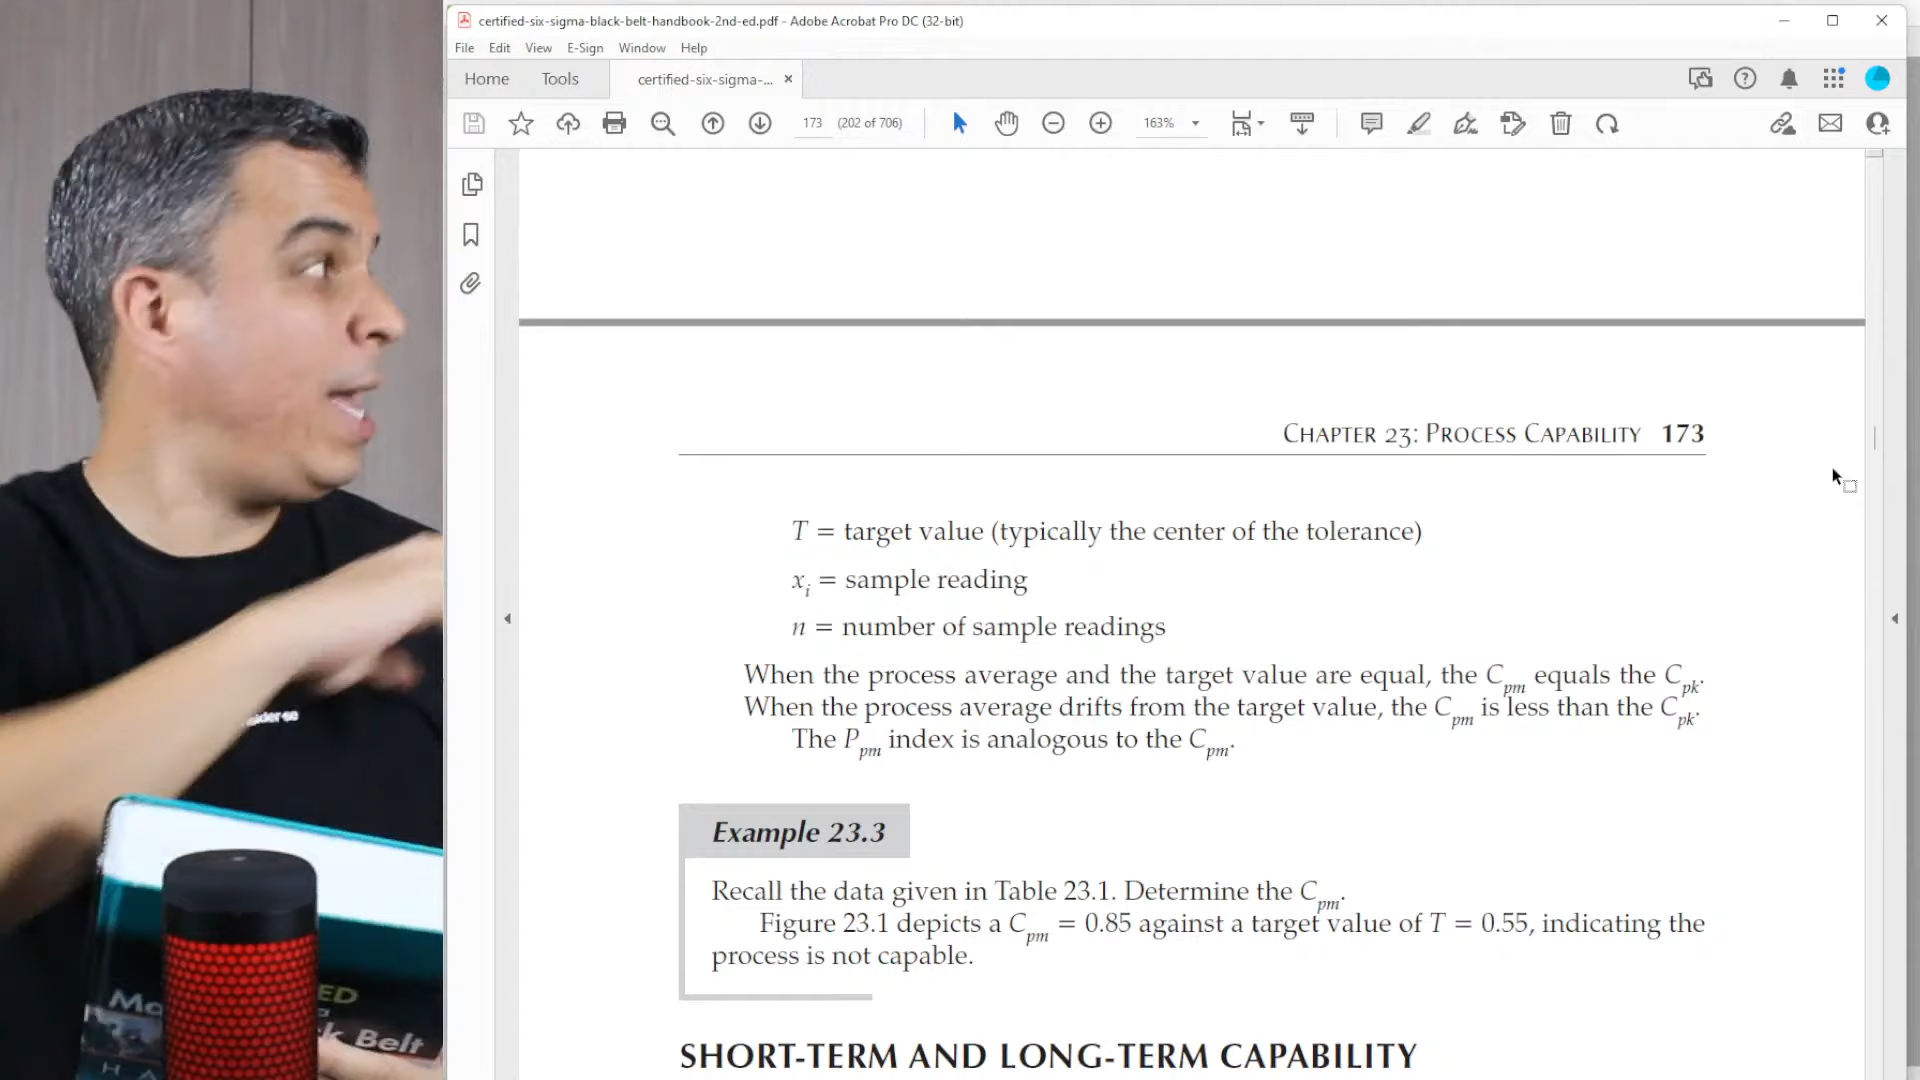 certified-six-sigma-black-belt-handbook-2nd-ed.pdf - Adobe Acrobat Pro DC (32-bit)
File Edit View E-Sign Window Help
Home Tools certified-six-sigma-... ×
173 (202 of 706) 163%
CHAPTER 23: PROCESS CAPABILITY 173
T = target value (typically the center of the tolerance)
xi = sample reading
n = number of sample readings
When the process average and the target value are equal, the Cpm equals the Cpk.
When the process average drifts from the target value, the Cpm is less than the Cpk.
The Ppm index is analogous to the Cpm.
Example 23.3
Recall the data given in Table 23.1. Determine the Cpm.
Figure 23.1 depicts a Cpm = 0.85 against a target value of T = 0.55, indicating the
process is not capable.
SHORT-TERM AND LONG-TERM CAPABILITY
Belt